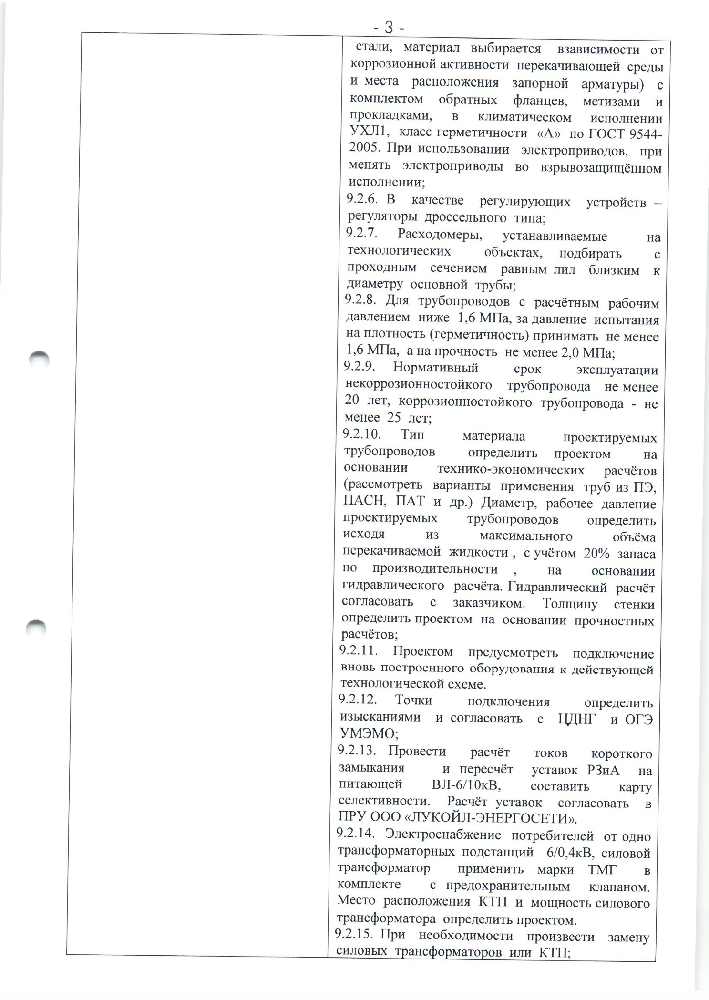 - 3 -
стали, материал выбирается взависимости от
коррозионной активности перекачивающей среды
и места расположения запорной арматуры) с
комплектом обратных фланцев, метизами и
прокладками, в климатическом исполнении
УХЛ1, класс герметичности «А» по ГОСТ 9544-
2005. При использовании электроприводов, при
менять электроприводы во взрывозащищённом
исполнении;
9.2.6. В качестве регулирующих устройств –
регуляторы дроссельного типа;
9.2.7. Расходомеры, устанавливаемые на
технологических объектах, подбирать с
проходным сечением равным лил близким к
диаметру основной трубы;
9.2.8. Для трубопроводов с расчётным рабочим
давлением ниже 1,6 МПа, за давление испытания
на плотность (герметичность) принимать не менее
1,6 МПа, а на прочность не менее 2,0 МПа;
9.2.9. Нормативный срок эксплуатации
некоррозионностойкого трубопровода не менее
20 лет, коррозионностойкого трубопровода - не
менее 25 лет;
9.2.10. Тип материала проектируемых
трубопроводов определить проектом на
основании технико-экономических расчётов
(рассмотреть варианты применения труб из ПЭ,
ПАСН, ПАТ и др.) Диаметр, рабочее давление
проектируемых трубопроводов определить
исходя из максимального объёма
перекачиваемой жидкости , с учётом 20% запаса
по производительности , на основании
гидравлического расчёта. Гидравлический расчёт
согласовать с заказчиком. Толщину стенки
определить проектом на основании прочностных
расчётов;
9.2.11. Проектом предусмотреть подключение
вновь построенного оборудования к действующей
технологической схеме.
9.2.12. Точки подключения определить
изысканиями и согласовать с ЦДНГ и ОГЭ
УМЭМО;
9.2.13. Провести расчёт токов короткого
замыкания и пересчёт уставок РЗиА на
питающей ВЛ-6/10кВ, составить карту
селективности. Расчёт уставок согласовать в
ПРУ ООО «ЛУКОЙЛ-ЭНЕРГОСЕТИ».
9.2.14. Электроснабжение потребителей от одно
трансформаторных подстанций 6/0,4кВ, силовой
трансформатор применить марки ТМГ в
комплекте с предохранительным клапаном.
Место расположения КТП и мощность силового
трансформатора определить проектом.
9.2.15. При необходимости произвести замену
силовых трансформаторов или КТП;